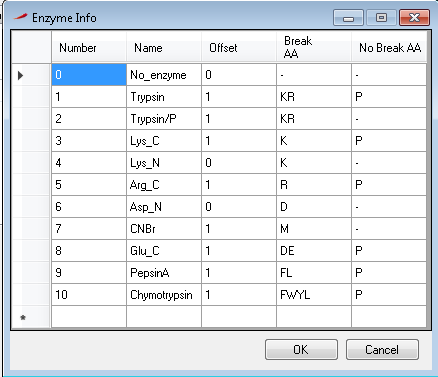 Enzyme Info
Number Name Offset Break AA No Break AA
0 No_enzyme 0 - -
1 Trypsin 1 KR P
2 Trypsin/P 1 KR -
3 Lys_C 1 K P
4 Lys_N 0 K -
5 Arg_C 1 R P
6 Asp_N 0 D -
7 CNBr 1 M -
8 Glu_C 1 DE P
9 PepsinA 1 FL P
10 Chymotrypsin 1 FWYL P
*
OK Cancel